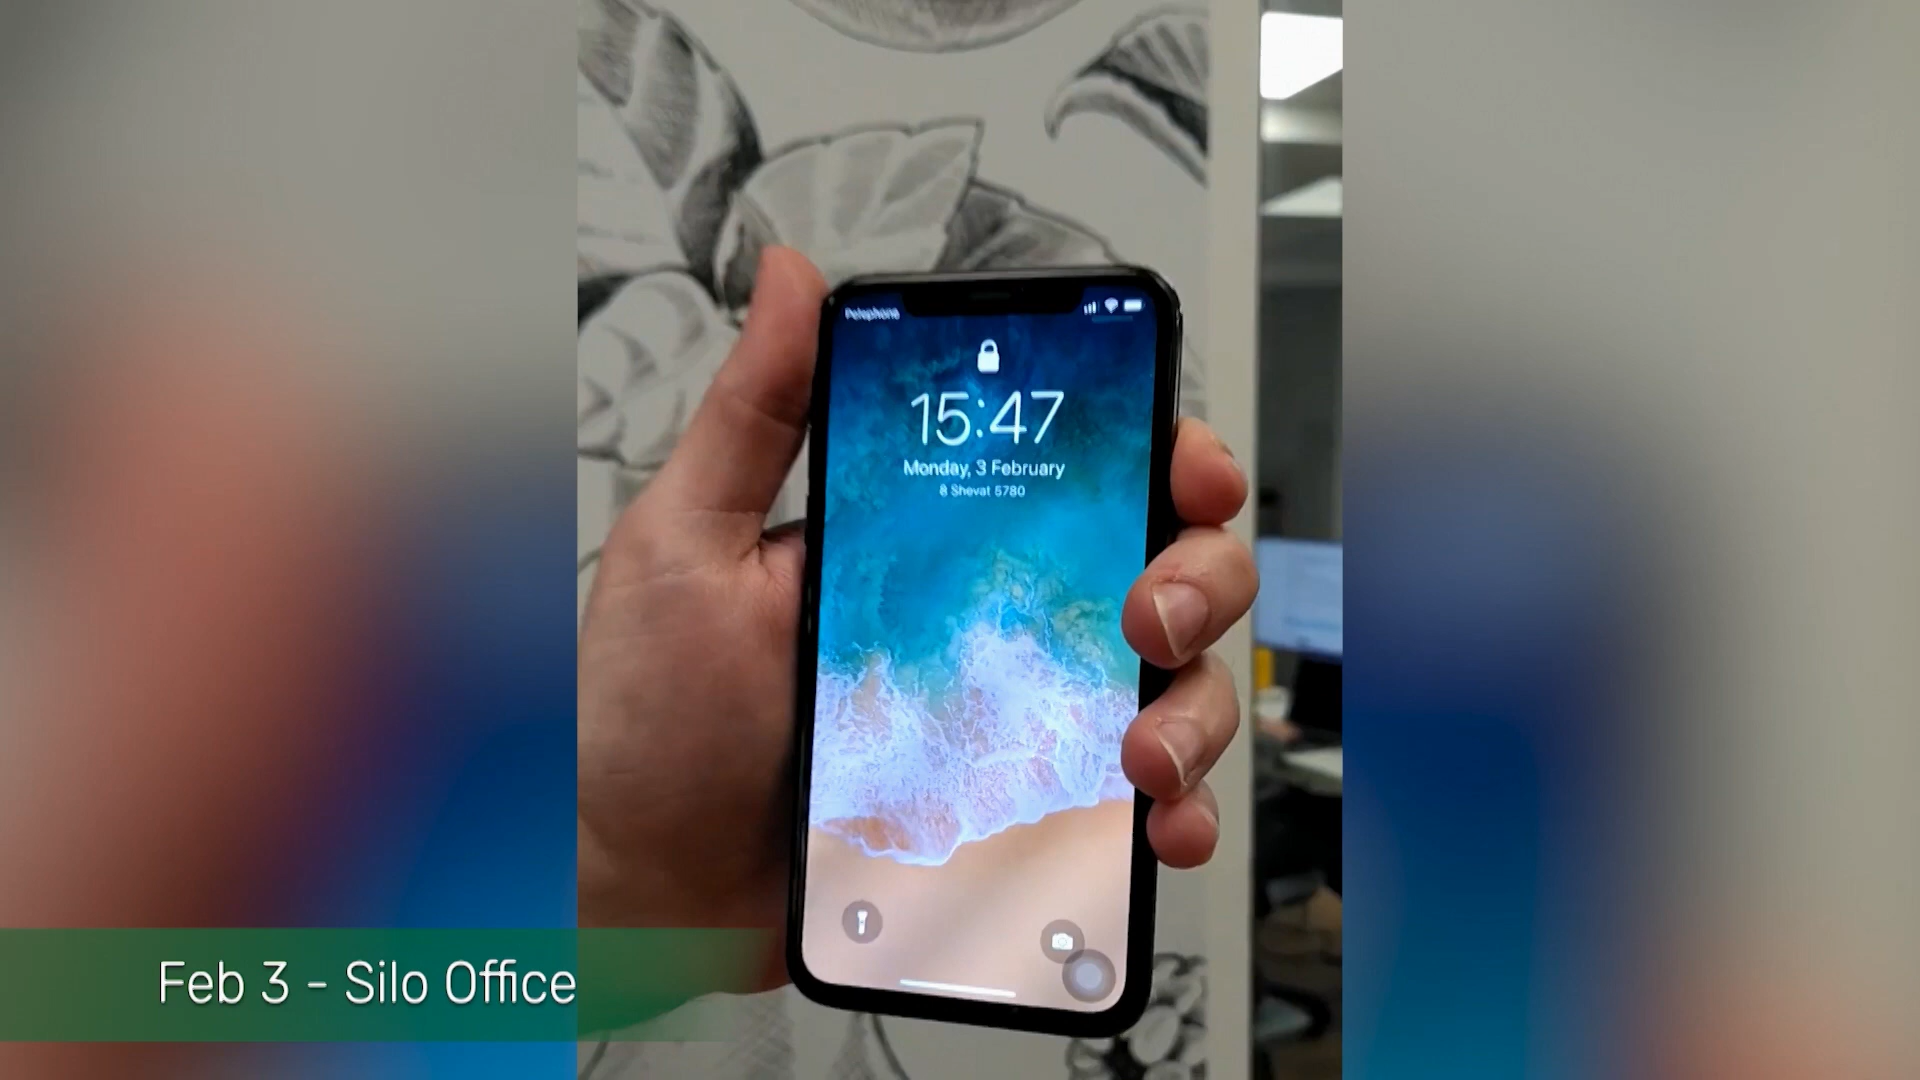 Pelephone
15:47
Monday, 3 February
8 Shevat 5780
Feb 3 - Silo Office